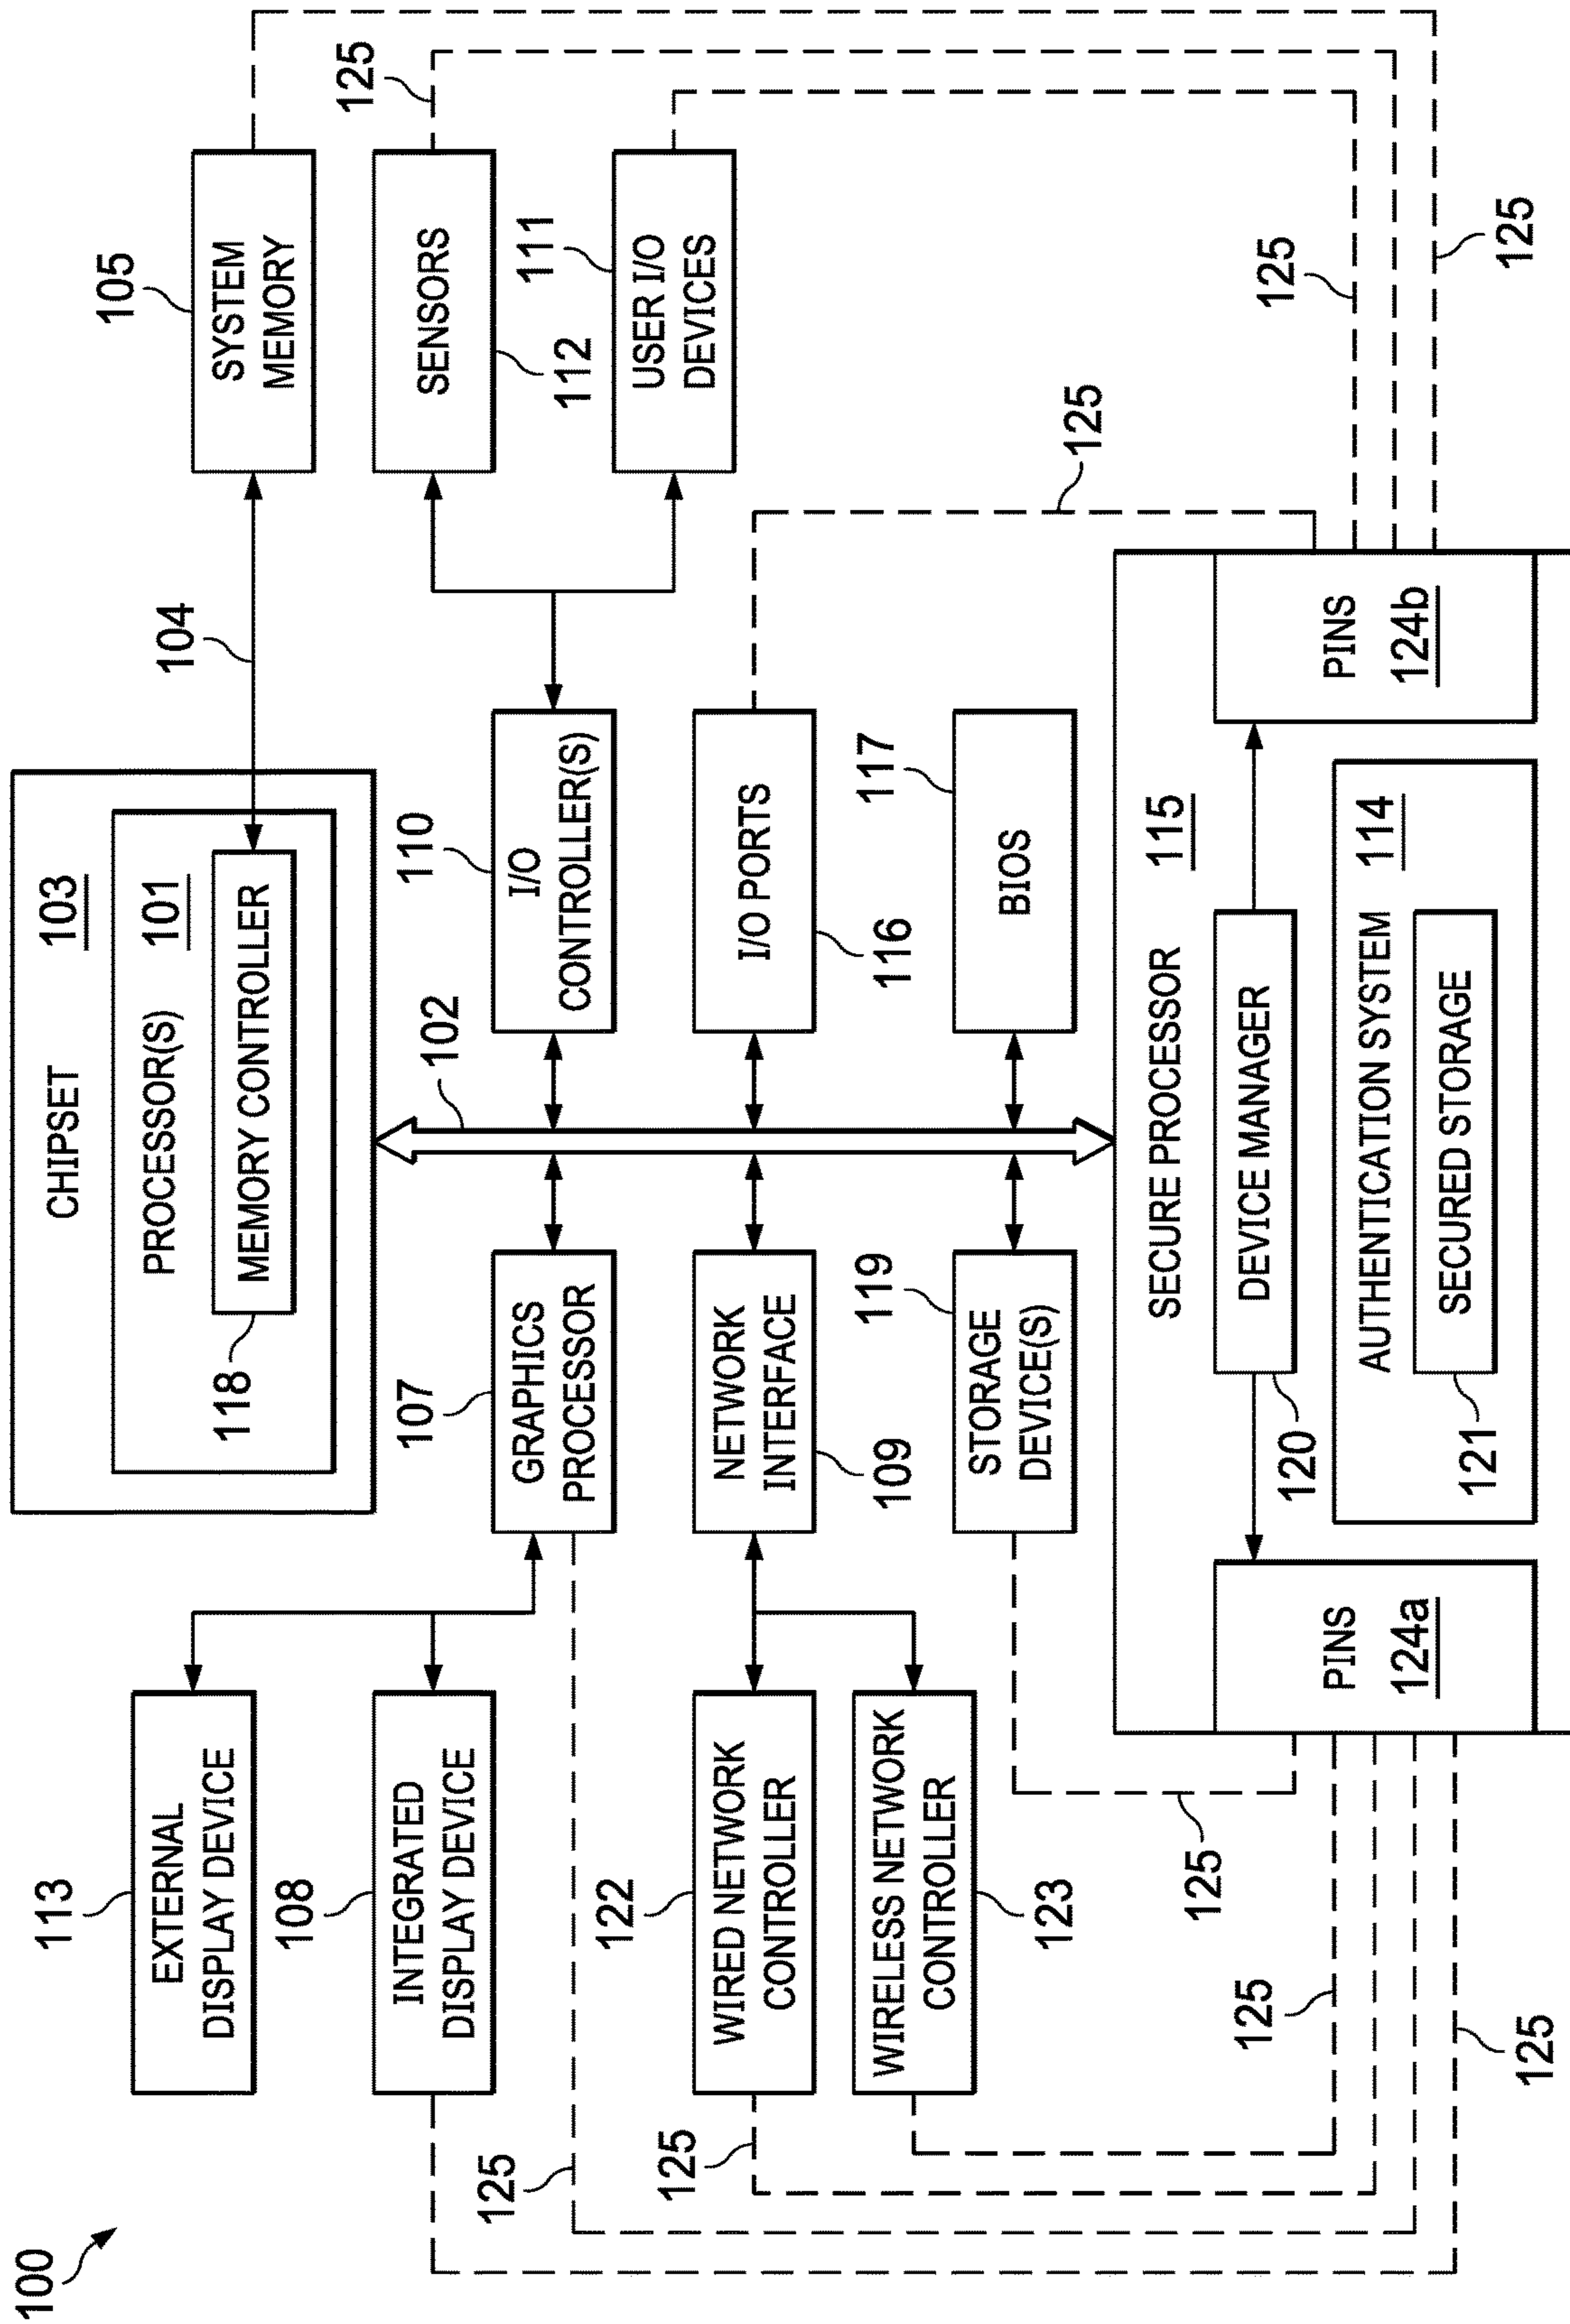 100
CHIPSET
103
PROCESSOR(S)
101
MEMORY CONTROLLER
118
104
105
SYSTEM
MEMORY
125
113
EXTERNAL
DISPLAY DEVICE
108
INTEGRATED
DISPLAY DEVICE
107
GRAPHICS
PROCESSOR
102
110
I/O
CONTROLLER(S)
SENSORS
112
111
USER I/O
DEVICES
125
122
WIRED NETWORK
CONTROLLER
NETWORK
INTERFACE
109
I/O PORTS
116
125
WIRELESS NETWORK
CONTROLLER
123
119
STORAGE
DEVICE(S)
117
BIOS
125
125
SECURE PROCESSOR
115
125
125
PINS
124a
DEVICE MANAGER
120
PINS
124b
AUTHENTICATION SYSTEM
114
SECURED STORAGE
121
125
125